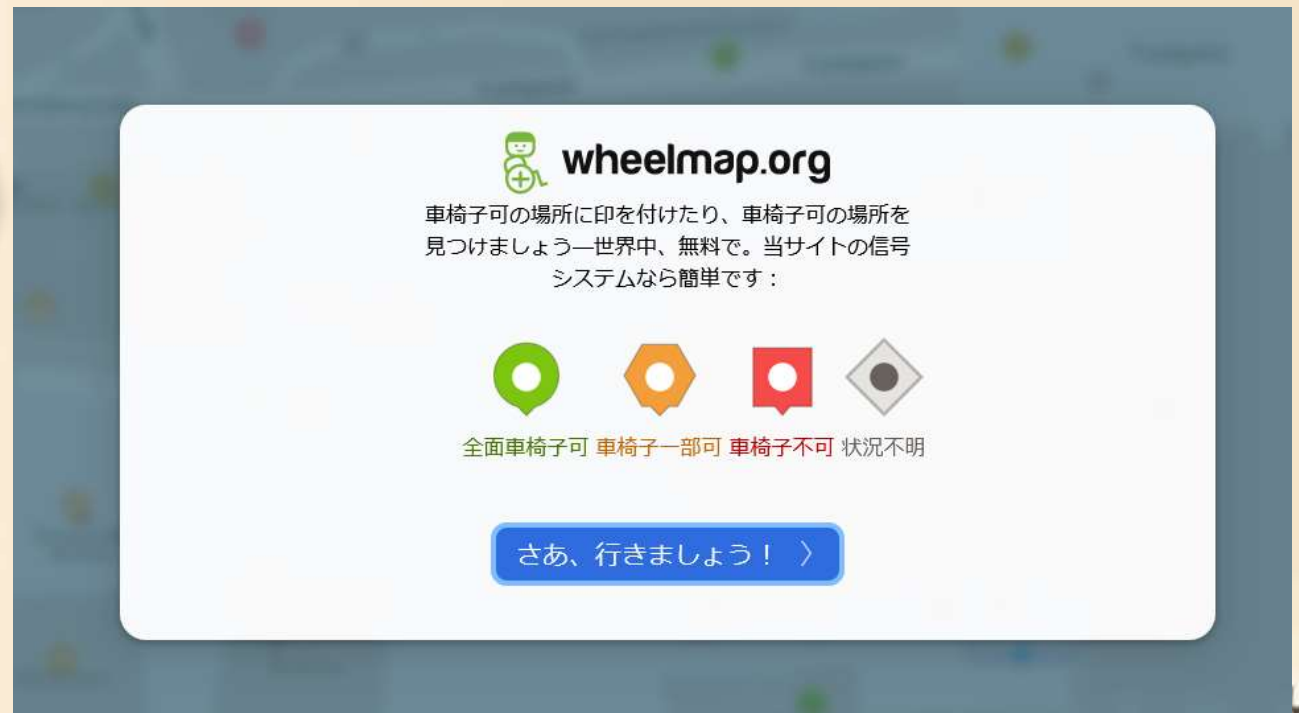 wheelmap.org
車椅子可の場所に印を付けたり、車椅子可の場所を
見つけましょう—世界中、無料で。当サイトの信号
システムなら簡単です：
全面車椅子可 車椅子一部可 車椅子不可 状況不明
さあ、行きましょう！ 〉